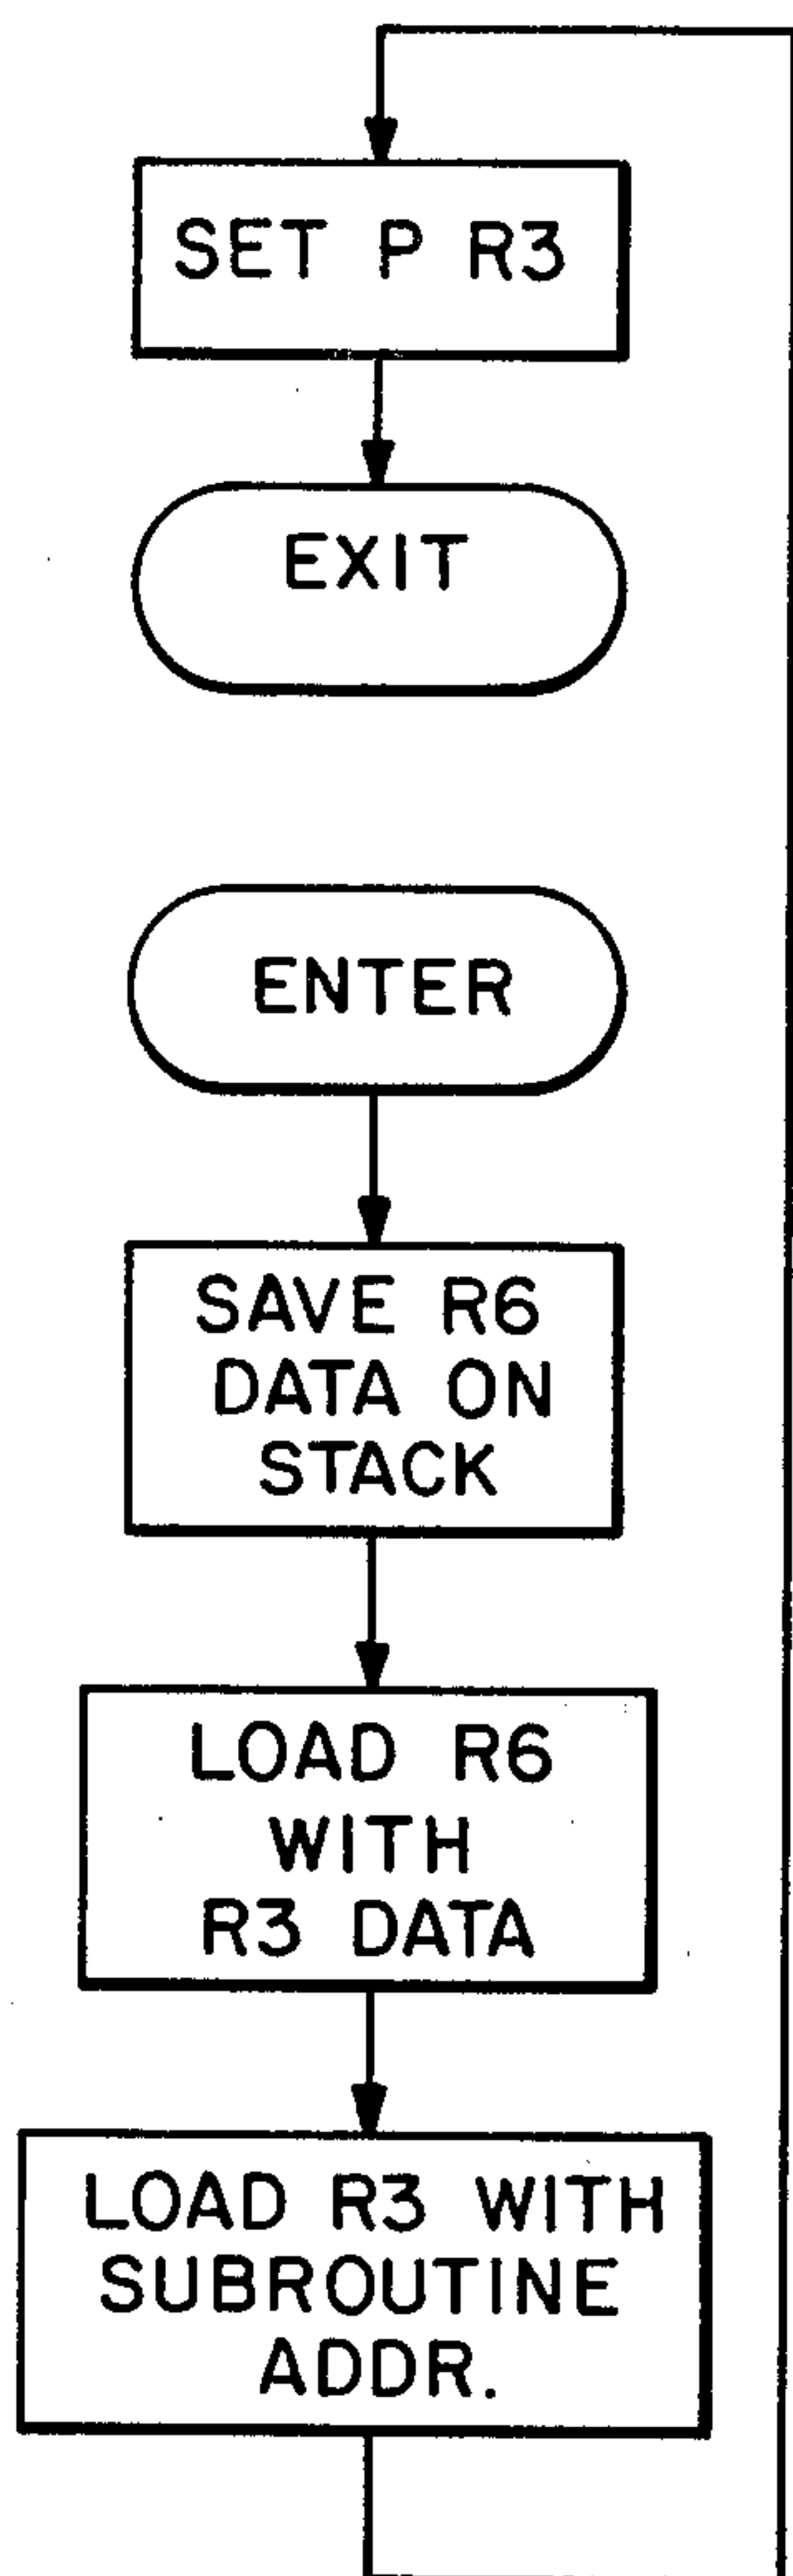 SET P R3
EXIT
ENTER
SAVE R6
DATA ON
STACK
LOAD R6
WITH
R3 DATA
LOAD R3 WITH
SUBROUTINE
ADDR.